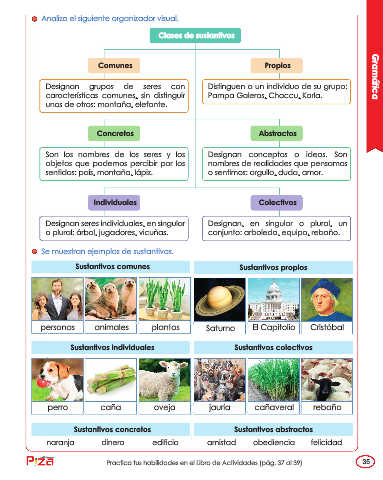 Analiza el siguiente organizador visual.
Clases de sustantivos
Comunes
Propios
Designan grupos de seres con
características comunes, sin distinguir
unos de otros: montaña, elefante.
Distinguen a un individuo de su grupo:
Pampa Galeras, Chaccu, Karla.
Concretos
Abstractos
Son los nombres de los seres y los
objetos que podemos percibir por los
sentidos: país, montaña, lápiz.
Designan conceptos o ideas. Son
nombres de realidades que pensamos
o sentimos: orgullo, duda, amor.
Individuales
Colectivos
Designan seres individuales, en singular
o plural: árbol, jugadores, vicuñas.
Designan, en singular o plural, un
conjunto: arboleda, equipo, rebaño.
Gramática
Se muestran ejemplos de sustantivos.
Sustantivos comunes
Sustantivos propios
personas
animales
plantas
Saturno
El Capitolio
Cristóbal
Sustantivos individuales
Sustantivos colectivos
perro
caña
oveja
jauría
cañaveral
rebaño
Sustantivos concretos
Sustantivos abstractos
naranja
dinero
edificio
amistad
obediencia
felicidad
Practica tus habilidades en el Libro de Actividades (pág. 37 al 39)
35